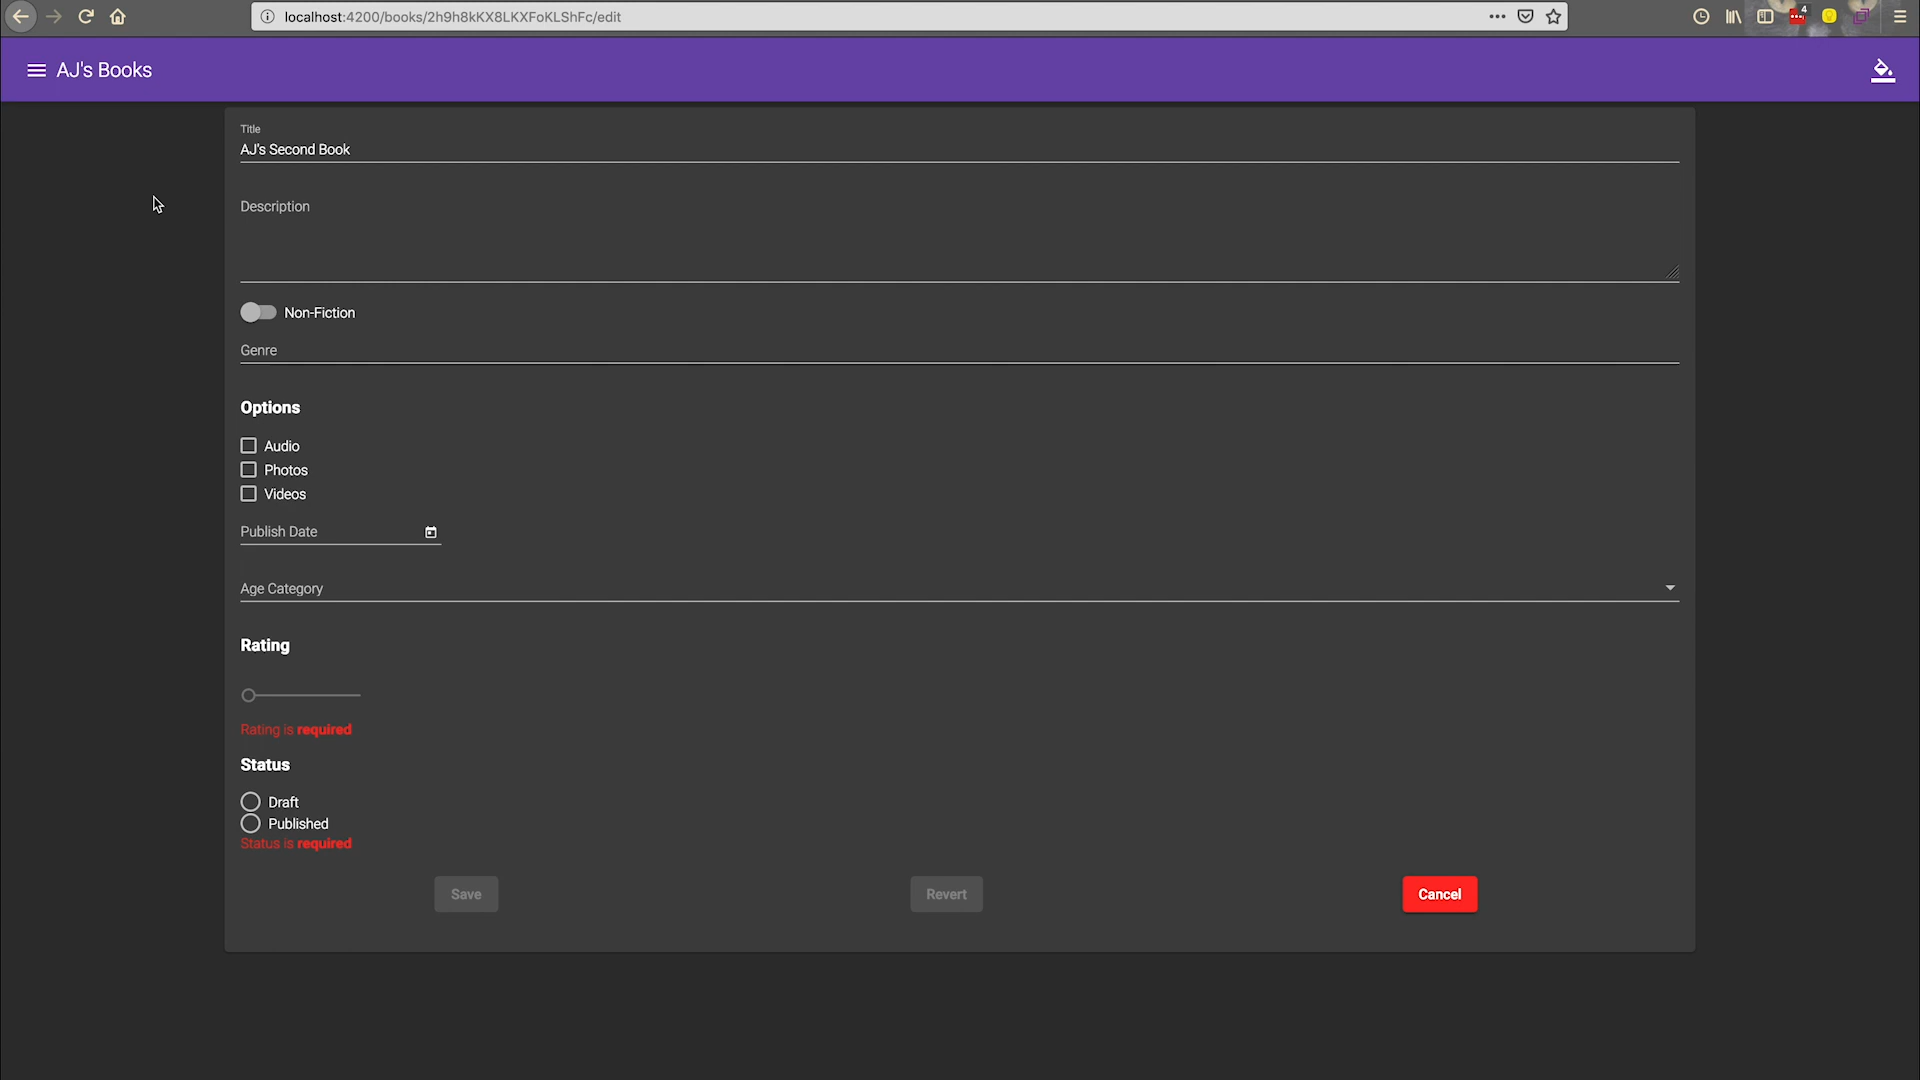 localhost:4200/books/2h9h8kKX8LKXFoKLShFc/edit
4
AJ's Books
Title
AJ's Second Book
Description
Non-Fiction
Genre
Options
Audio
Photos
Videos
Publish Date
Age Category
Rating
Rating is required
Status
Draft
Published
Status is required
Save Revert Cancel